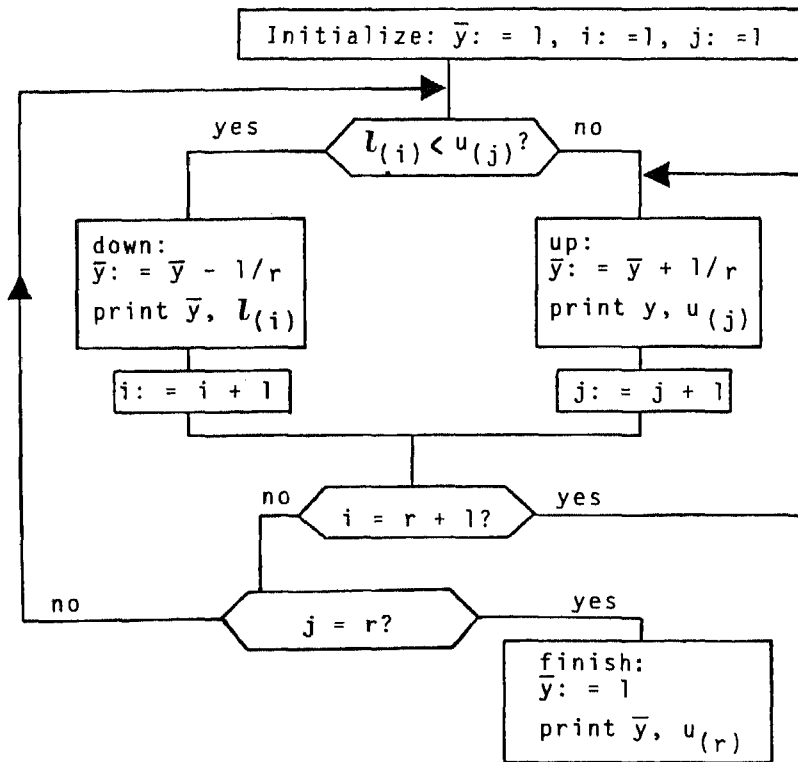 Initialize: ȳ: = 1, i: =1, j: =1
yes
l(i) < u(j)?
no
down:
ȳ: = ȳ - 1/r
print ȳ, l(i)
up:
ȳ: = ȳ + 1/r
print y, u(j)
i: = i + 1
j: = j + 1
no
i = r + 1?
yes
no
j = r?
yes
finish:
ȳ: = 1
print ȳ, u(r)